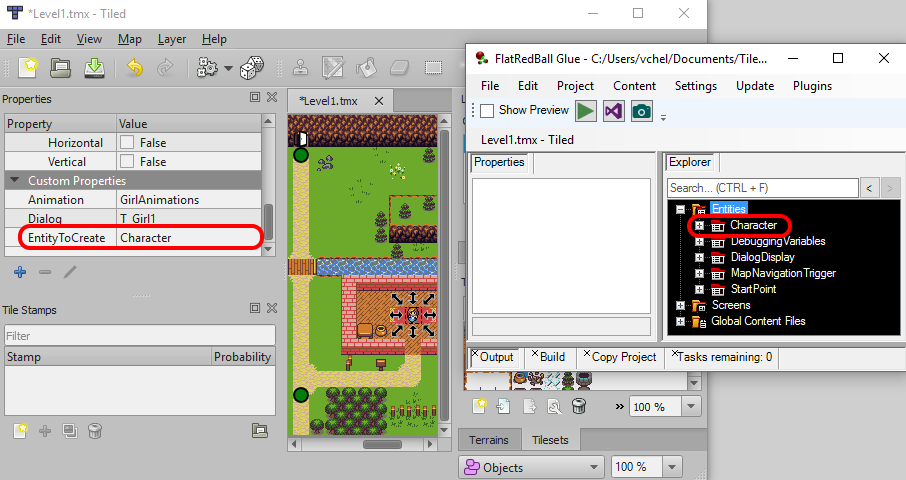 *Level1.tmx - Tiled
File Edit View Map Layer Help
Properties
Property Value
Horizontal False
Vertical False
Custom Properties
Animation GirlAnimations
Dialog T_Girl1
EntityToCreate Character
Tile Stamps
Filter
Stamp Probability
*Level1.tmx
FlatRedBall Glue - C:/Users/vchel/Documents/Tile...
File Edit Project Content Settings Update Plugins
Show Preview
Level1.tmx - Tiled
Properties
Explorer
Search... (CTRL + F)
< >
Entities
Character
DebuggingVariables
DialogDisplay
MapNavigationTrigger
StartPoint
Screens
Global Content Files
Output Build Copy Project Tasks remaining: 0
» 100 %
Terrains Tilesets
Objects 100 %